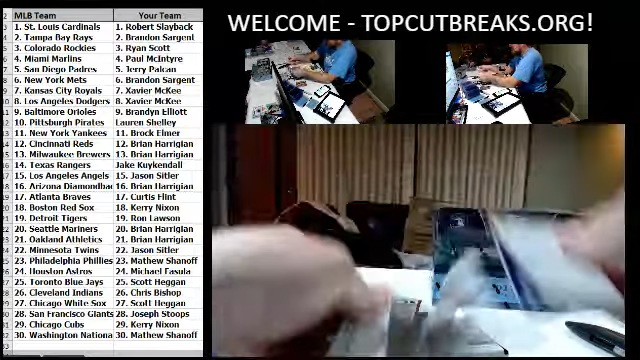 WELCOME - TOPCUTBREAKS.ORG!
MLB Team Your Team
1. St. Louis Cardinals 1. Robert Slayback
2. Tampa Bay Rays 2. Brandon Sargent
3. Colorado Rockies 3. Ryan Scott
4. Miami Marlins 4. Paul McIntyre
5. San Diego Padres 5. Terry Palcan
6. New York Mets 6. Brandon Sargent
7. Kansas City Royals 7. Xavier McKee
8. Los Angeles Dodgers 8. Xavier McKee
9. Baltimore Orioles 9. Brandyn Elliott
10. Pittsburgh Pirates Lauren Shelley
11. New York Yankees 11. Brock Elmer
12. Cincinnati Reds 12. Brian Harrigian
13. Milwaukee Brewers 13. Brian Harrigian
14. Texas Rangers Jake Kuykendall
15. Los Angeles Angels 15. Jason Sitler
16. Arizona Diamondbac 16. Brian Harrigian
17. Atlanta Braves 17. Curtis Flint
18. Boston Red Sox 18. Kerry Nixon
19. Detroit Tigers 19. Ron Lawson
20. Seattle Mariners 20. Brian Harrigian
21. Oakland Athletics 21. Brian Harrigian
22. Minnesota Twins 22. Jason Sitler
23. Philadelphia Phillies 23. Mathew Shanoff
24. Houston Astros 24. Michael Fasula
25. Toronto Blue Jays 25. Scott Heggan
26. Cleveland Indians 26. Chris Bishop
27. Chicago White Sox 27. Scott Heggan
28. San Francisco Giants 28. Joseph Stoops
29. Chicago Cubs 29. Kerry Nixon
30. Washington Nationa 30. Mathew Shanoff